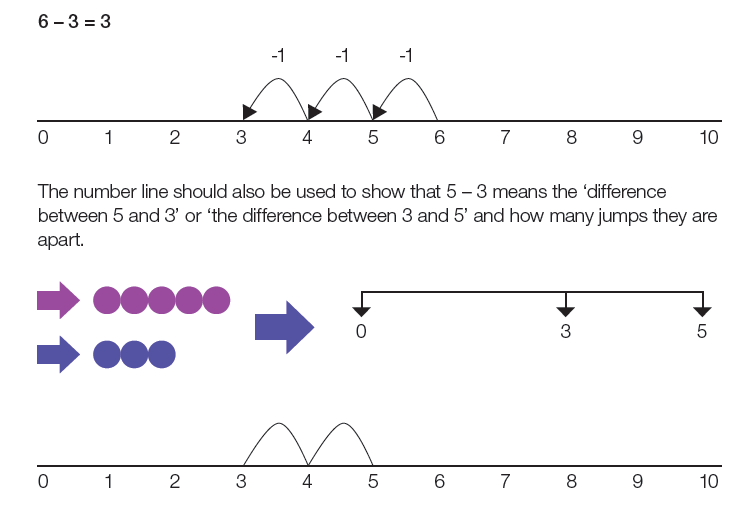 6 – 3 = 3
-1 -1 -1
0 1 2 3 4 5 6 7 8 9 10
The number line should also be used to show that 5 – 3 means the ‘difference
between 5 and 3’ or ‘the difference between 3 and 5’ and how many jumps they are
apart.
0 3 5
0 1 2 3 4 5 6 7 8 9 10